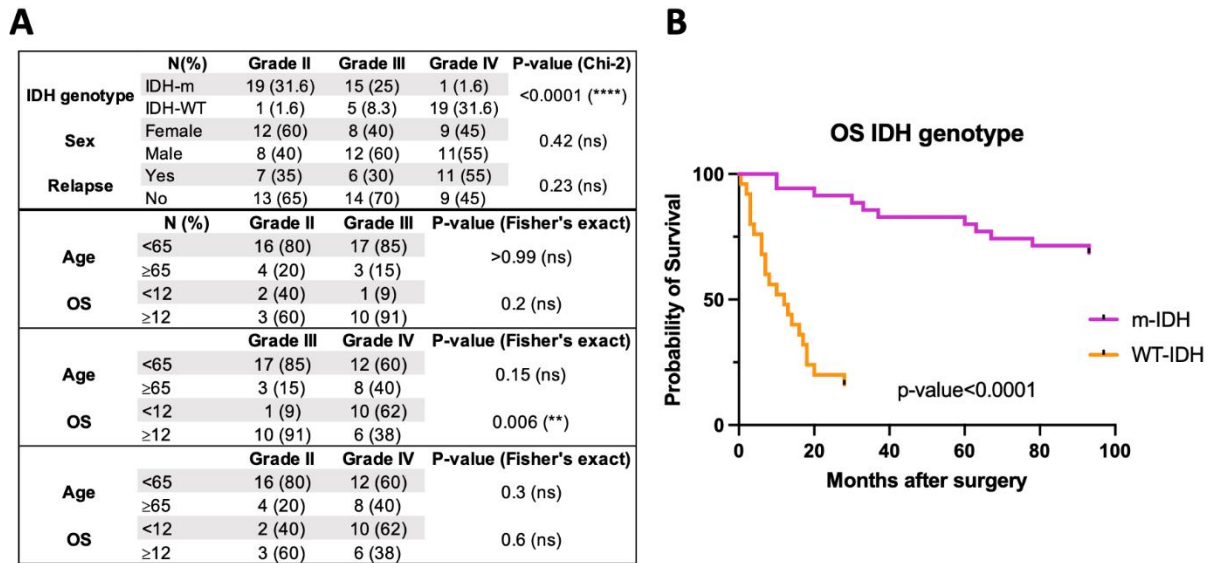 A
N(%) Grade II Grade III Grade IV P-value (Chi-2)
IDH genotype IDH-m 19 (31.6) 15 (25) 1 (1.6) <0.0001 (****)
IDH-WT 1 (1.6) 5 (8.3) 19 (31.6)
Sex Female 12 (60) 8 (40) 9 (45) 0.42 (ns)
Male 8 (40) 12 (60) 11(55)
Relapse Yes 7 (35) 6 (30) 11 (55) 0.23 (ns)
No 13 (65) 14 (70) 9 (45)
N (%) Grade II Grade III P-value (Fisher's exact)
Age <65 16 (80) 17 (85) >0.99 (ns)
≥65 4 (20) 3 (15)
OS <12 2 (40) 1 (9) 0.2 (ns)
≥12 3 (60) 10 (91)
Grade III Grade IV P-value (Fisher's exact)
Age <65 17 (85) 12 (60) 0.15 (ns)
≥65 3 (15) 8 (40)
OS <12 1 (9) 10 (62) 0.006 (**)
≥12 10 (91) 6 (38)
Grade II Grade IV P-value (Fisher's exact)
Age <65 16 (80) 12 (60) 0.3 (ns)
≥65 4 (20) 8 (40)
OS <12 2 (40) 10 (62) 0.6 (ns)
≥12 3 (60) 6 (38)
B
OS IDH genotype
Probability of Survival
100
50
0
0 20 40 60 80 100
Months after surgery
m-IDH
WT-IDH
p-value<0.0001